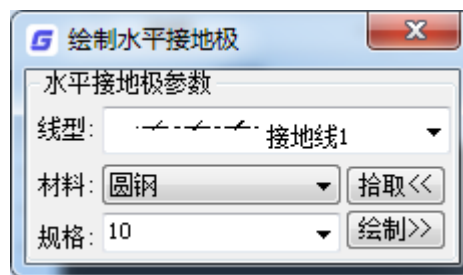 绘制水平接地极
水平接地极参数
线型: 接地线1
材料: 圆钢 拾取<<
规格: 10 绘制>>